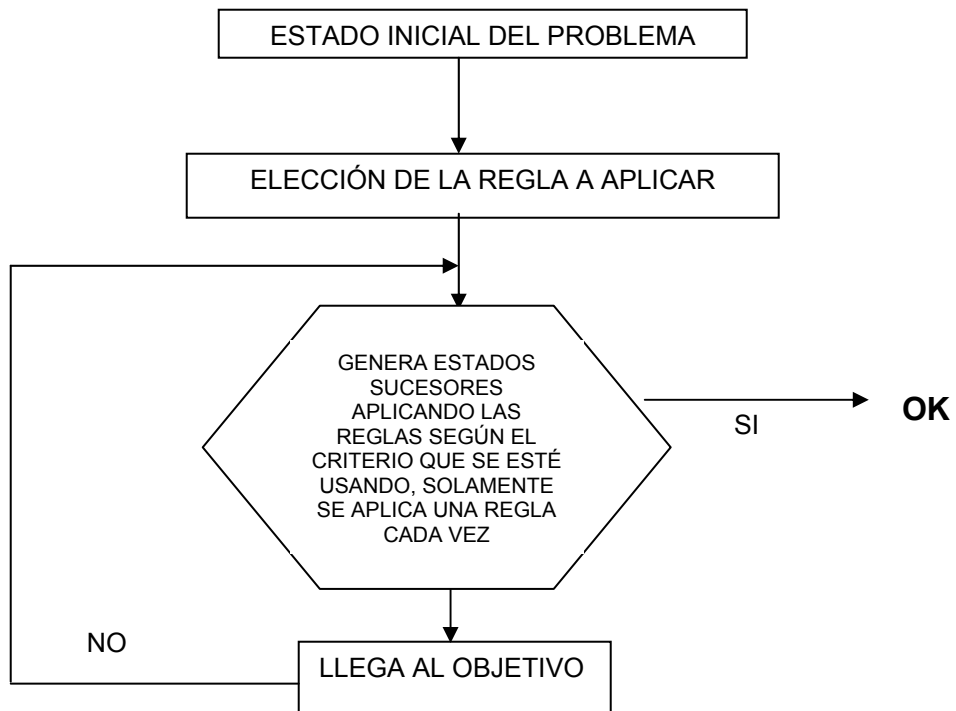 ESTADO INICIAL DEL PROBLEMA
ELECCIÓN DE LA REGLA A APLICAR
GENERA ESTADOS
SUCESORES
APLICANDO LAS
REGLAS SEGÚN EL
CRITERIO QUE SE ESTÉ
USANDO, SOLAMENTE
SE APLICA UNA REGLA
CADA VEZ
SI
OK
NO
LLEGA AL OBJETIVO